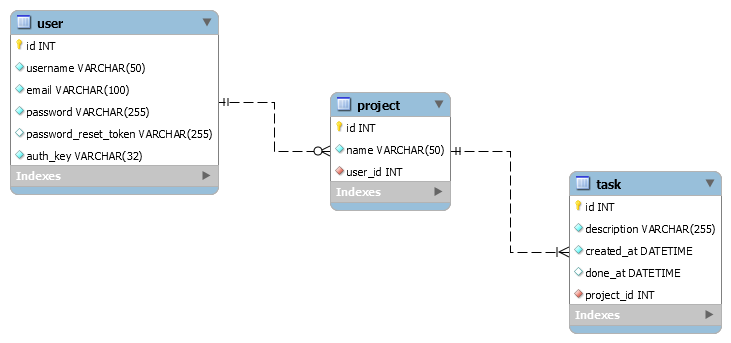 user
id INT
username VARCHAR(50)
email VARCHAR(100)
password VARCHAR(255)
password_reset_token VARCHAR(255)
auth_key VARCHAR(32)
Indexes
project
id INT
name VARCHAR(50)
user_id INT
Indexes
task
id INT
description VARCHAR(255)
created_at DATETIME
done_at DATETIME
project_id INT
Indexes